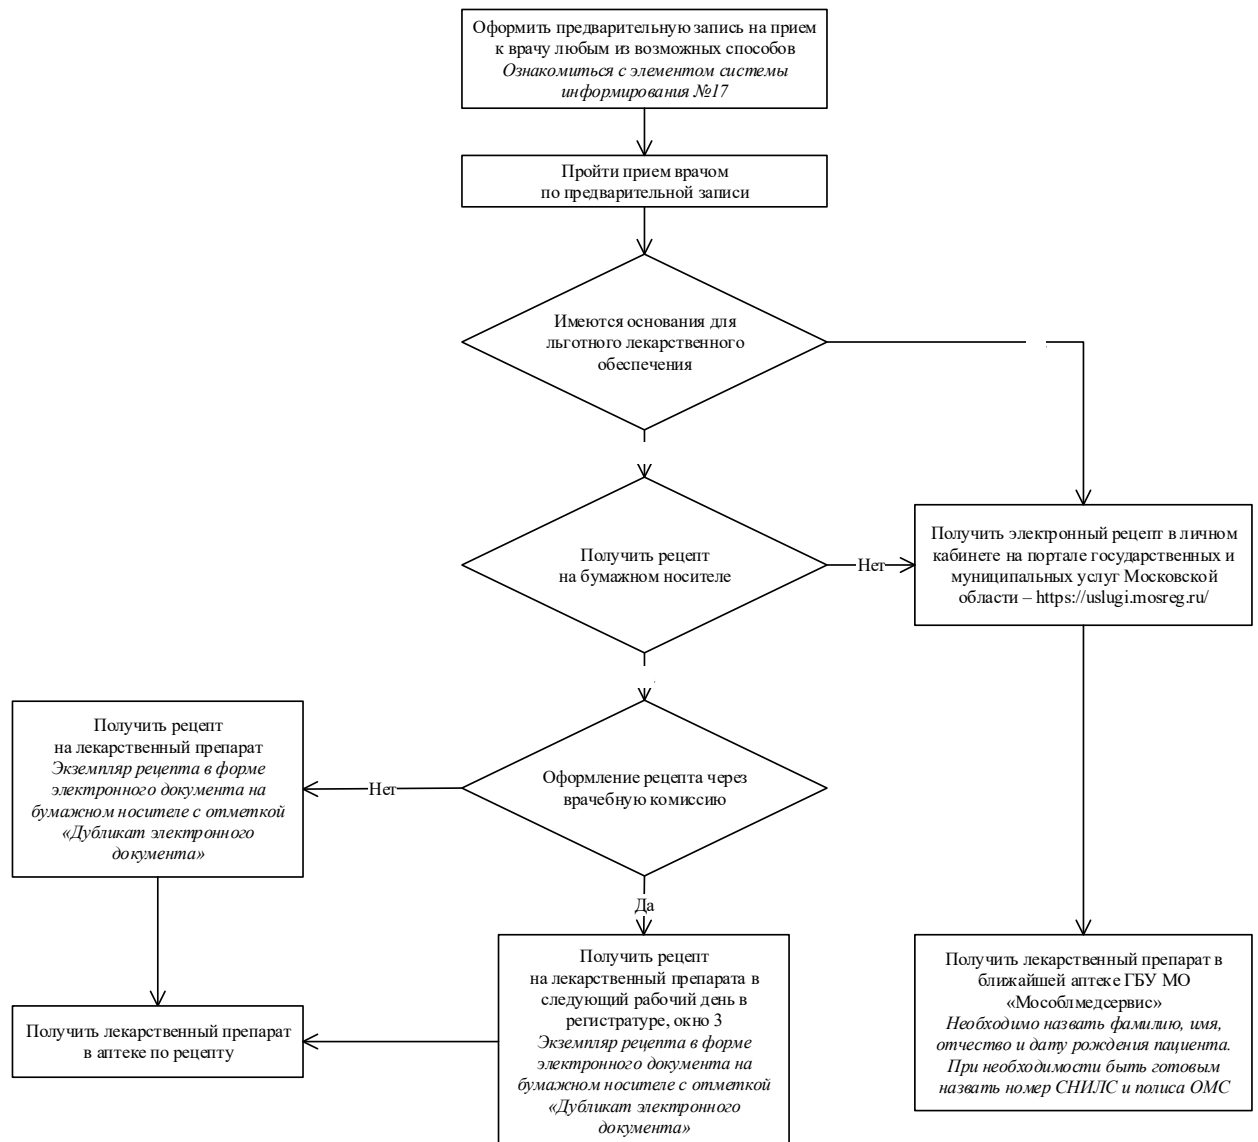 Оформить предварительную запись на прием
к врачу любым из возможных способов
Ознакомиться с элементом системы
информирования №17
Пройти прием врачом
по предварительной записи
Имеются основания для
льготного лекарственного
обеспечения
Получить рецепт
на бумажном носителе
Нет
Получить электронный рецепт в личном
кабинете на портале государственных и
муниципальных услуг Московской
области – https://uslugi.mosreg.ru/
Оформление рецепта через
врачебную комиссию
Нет
Получить рецепт
на лекарственный препарат
Экземпляр рецепта в форме
электронного документа на
бумажном носителе с отметкой
«Дубликат электронного
документа»
Да
Получить рецепт
на лекарственный препарата в
следующий рабочий день в
регистратуре, окно 3
Экземпляр рецепта в форме
электронного документа на
бумажном носителе с отметкой
«Дубликат электронного
документа»
Получить лекарственный препарат
в аптеке по рецепту
Получить лекарственный препарат в
ближайшей аптеке ГБУ МО
«Мособлмедсервис»
Необходимо назвать фамилию, имя,
отчество и дату рождения пациента.
При необходимости быть готовым
назвать номер СНИЛС и полиса ОМС